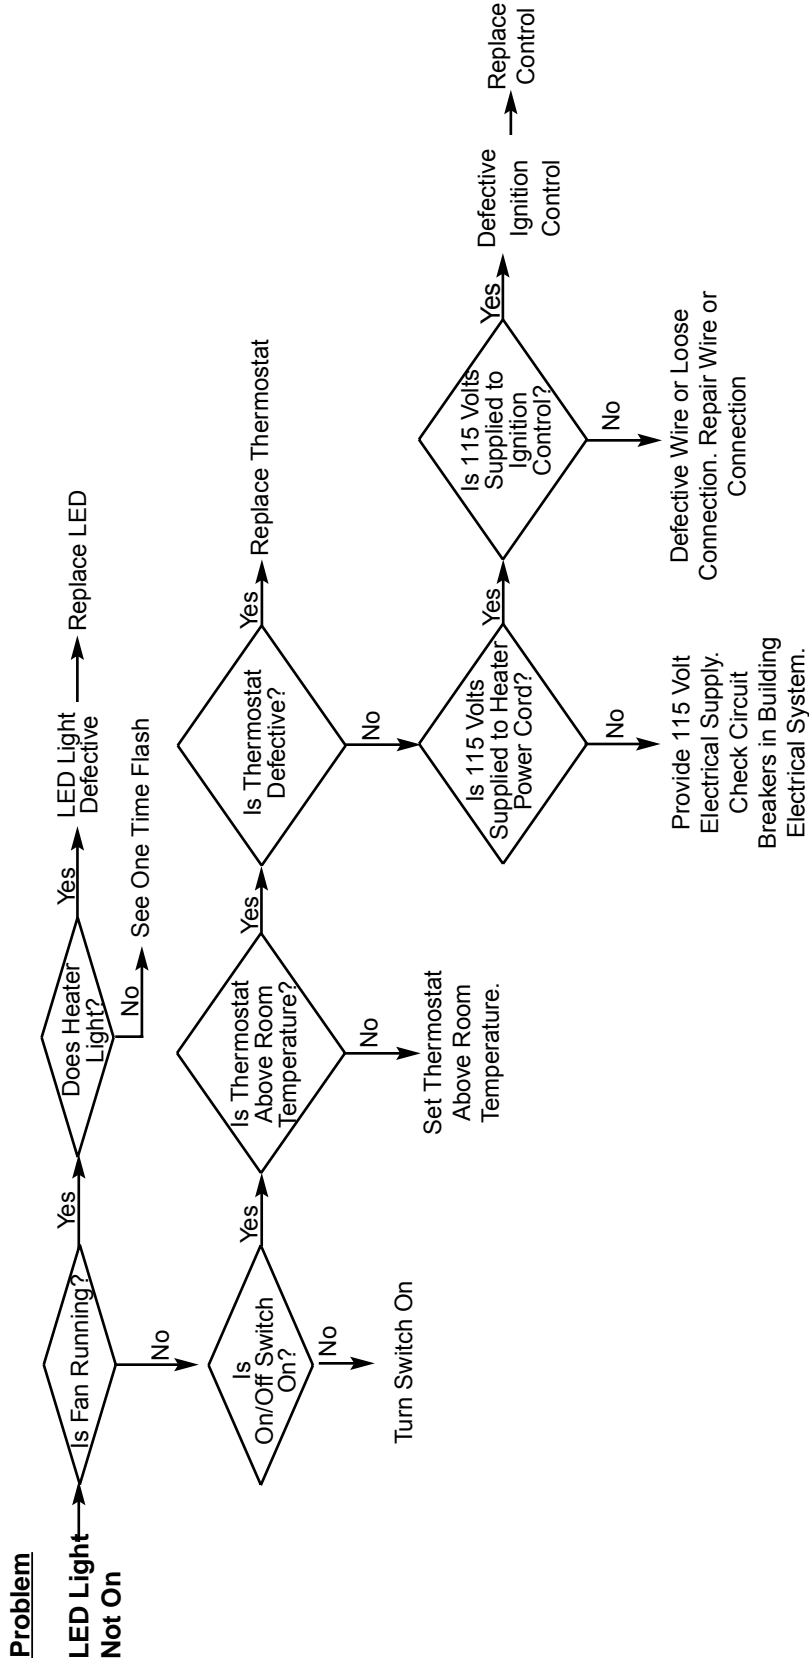 Problem
LED Light
Not On
Is Fan Running?
Yes
Does Heater
Light?
Yes
LED Light
Defective
Replace LED
No
See One Time Flash
No
Is
On/Off Switch
On?
Yes
Is Thermostat
Above Room
Temperature?
Yes
Is Thermostat
Defective?
Yes
Replace Thermostat
No
Turn Switch On
No
Set Thermostat
Above Room
Temperature.
No
Is 115 Volts
Supplied to Heater
Power Cord?
Yes
Is 115 Volts
Supplied to
Ignition
Control?
Yes
Defective
Ignition
Control
Replace
Control
No
Provide 115 Volt
Electrical Supply.
Check Circuit
Breakers in Building
Electrical System.
No
Defective Wire or Loose
Connection. Repair Wire or
Connection